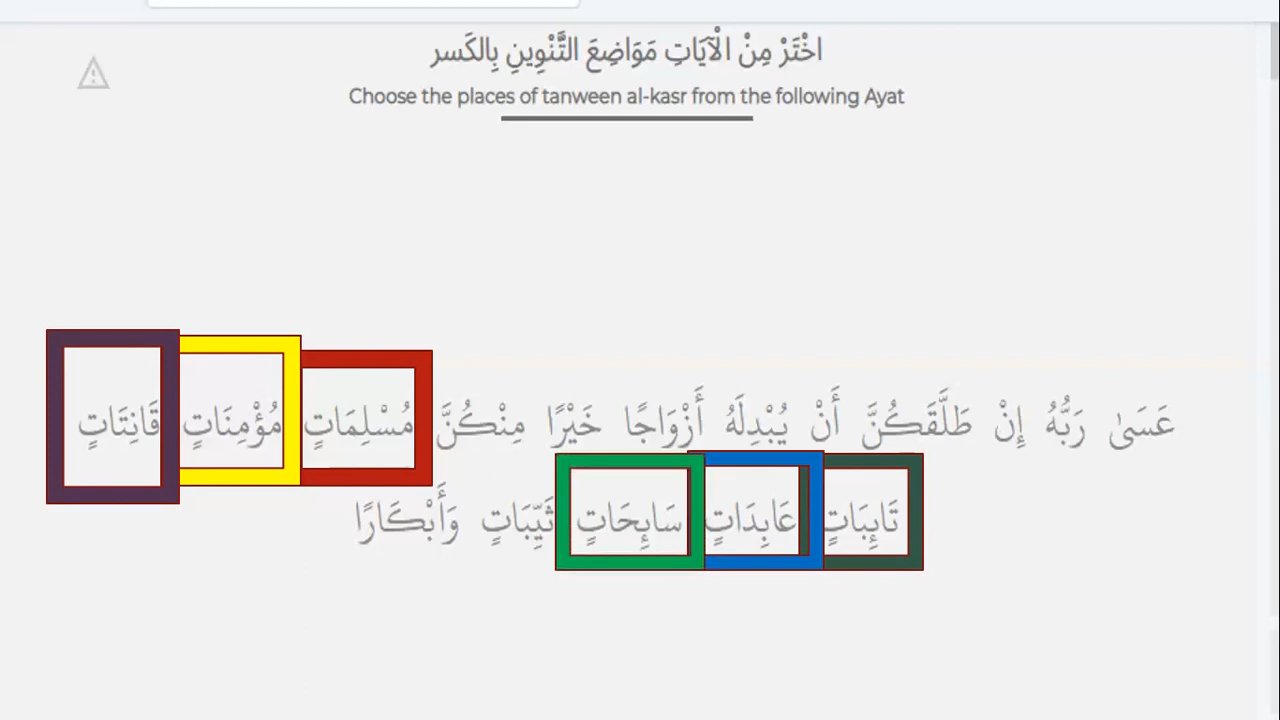 اخْتَرْ مِنْ الْآيَاتِ مَوَاضِعَ التَّنْوِينِ بِالكَسر
Choose the places of tanween al-kasr from the following Ayat
عَسَىٰ رَبُّهُ إِنْ طَلَّقَكُنَّ أَنْ يُبْدِلَهُ أَزْوَاجًا خَيْرًا مِنْكُنَّ مُسْلِمَاتٍ مُؤْمِنَاتٍ قَانِتَاتٍ
تَائِبَاتٍ عَابِدَاتٍ سَائِحَاتٍ ثَيِّبَاتٍ وَأَبْكَارًا